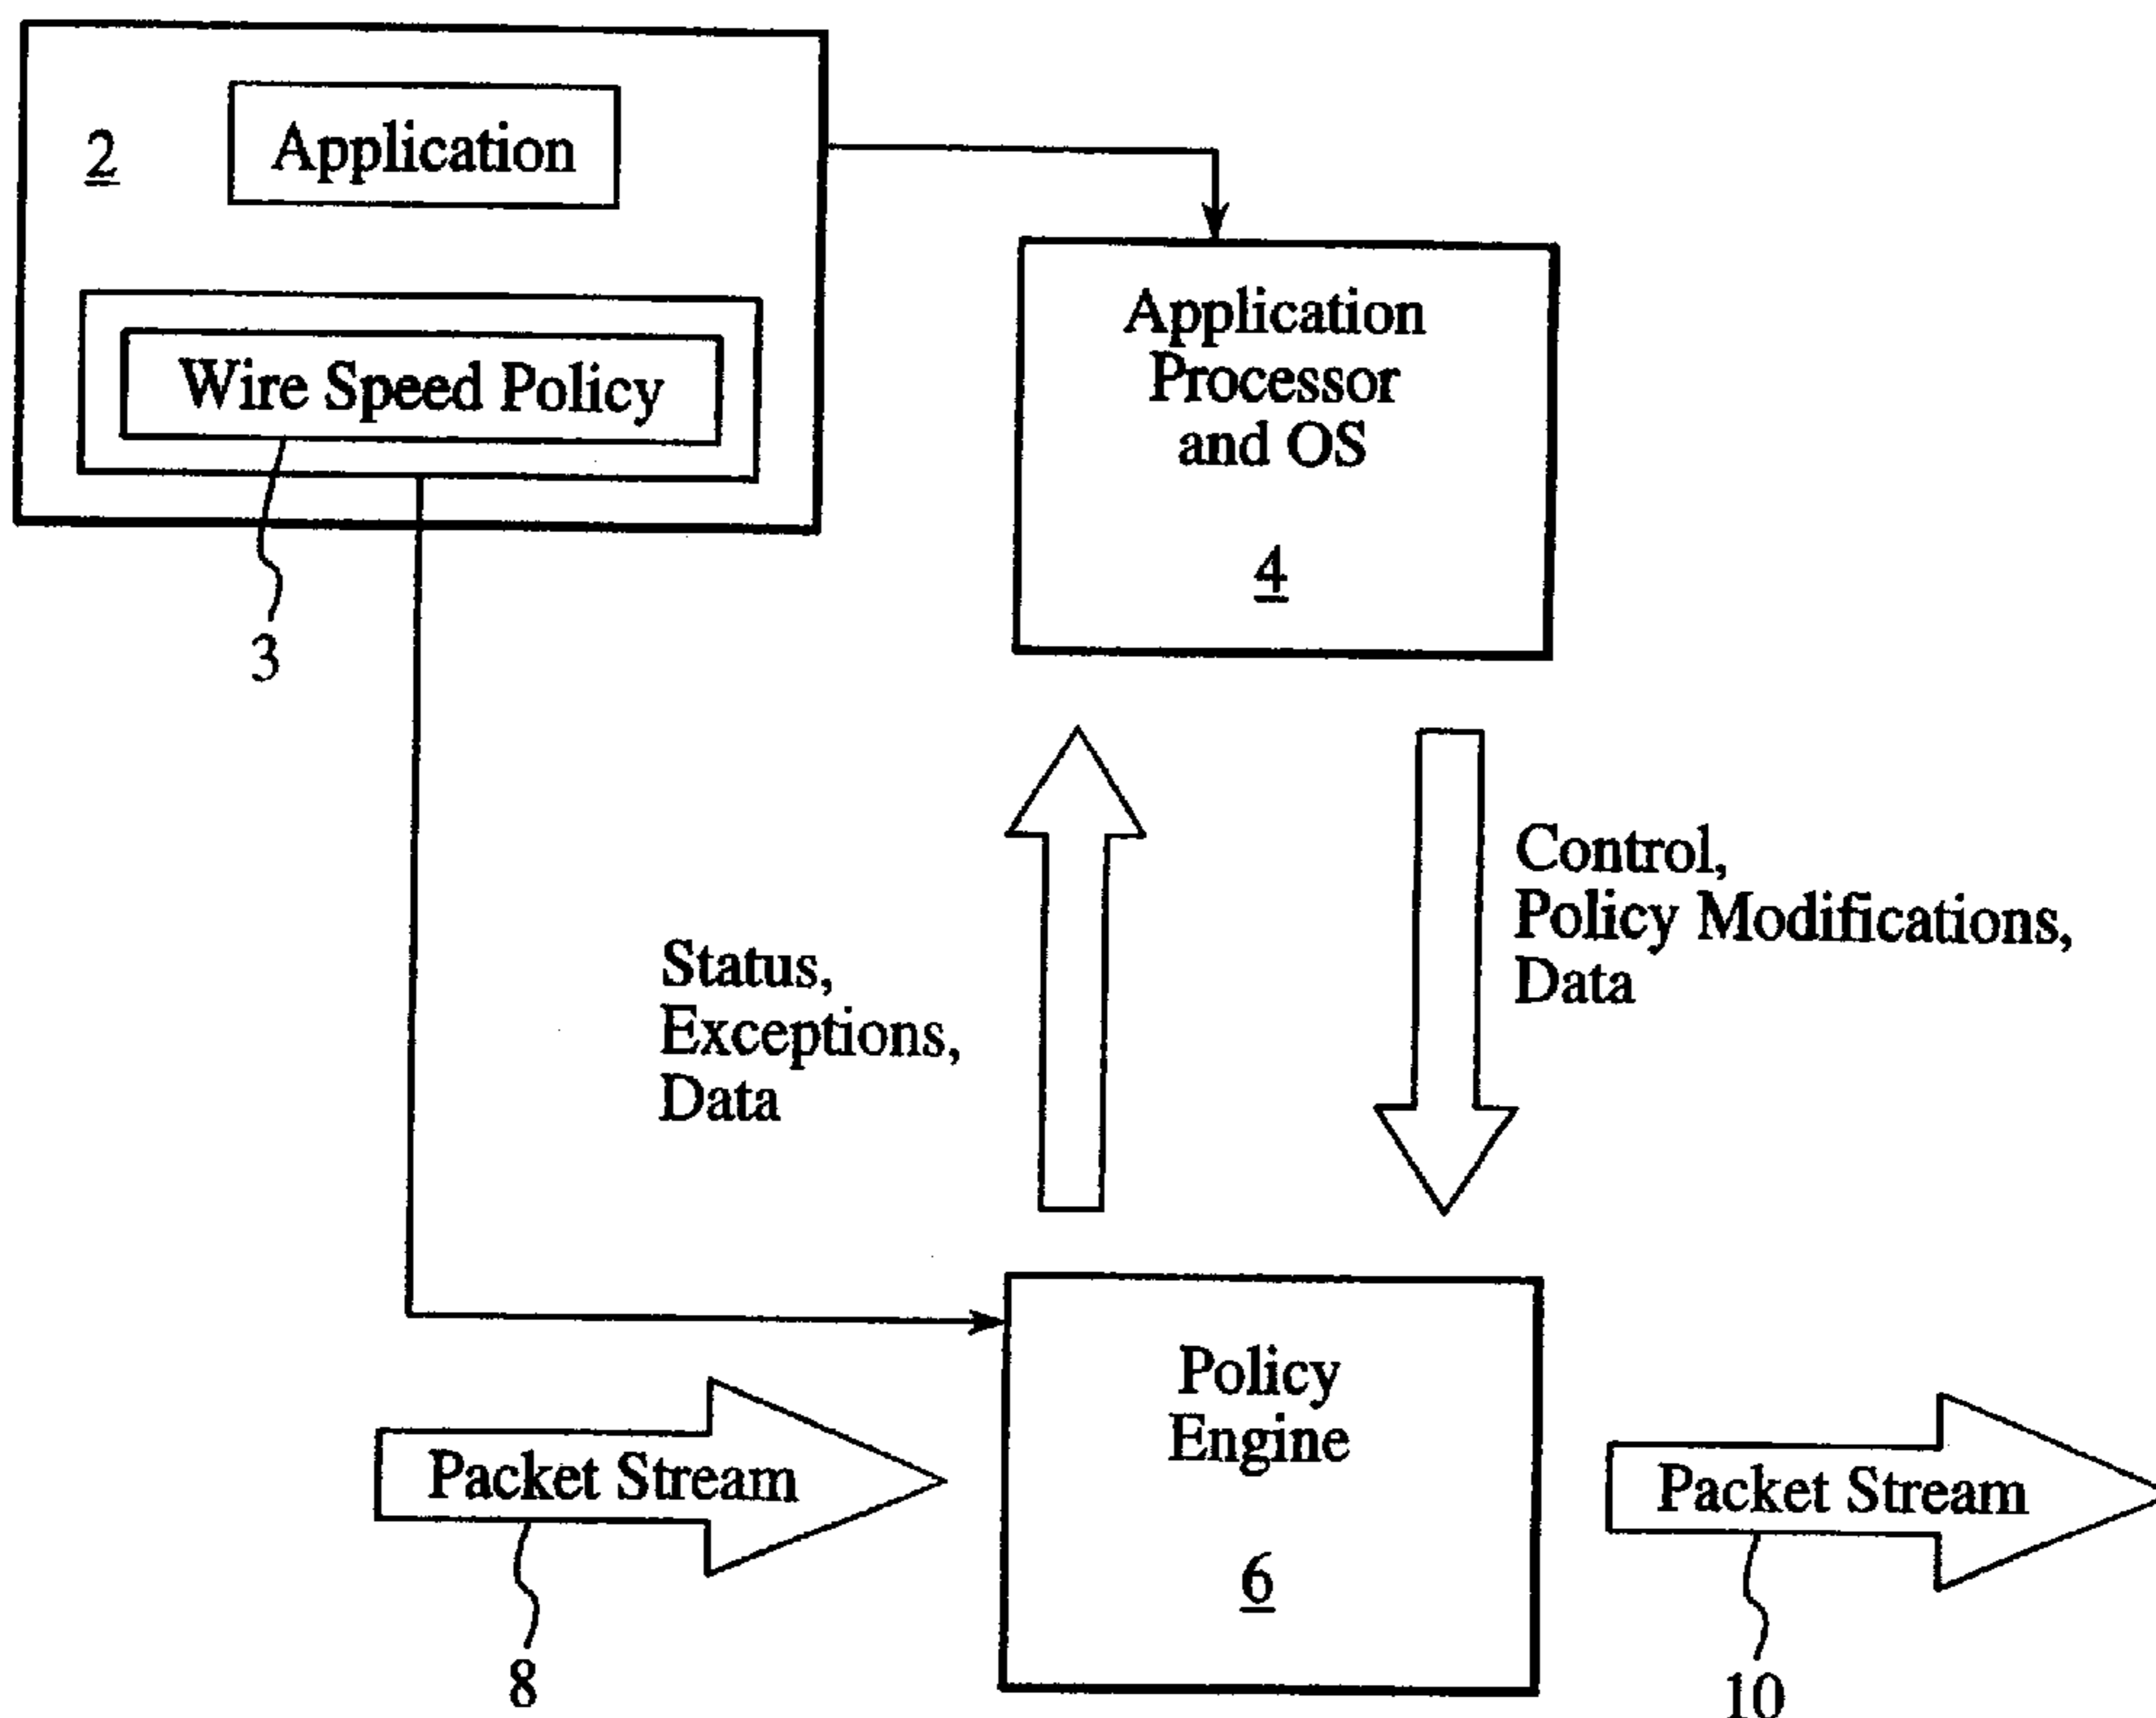 2
Application
Wire Speed Policy
3
Application
Processor
and OS
4
Status,
Exceptions,
Data
Control,
Policy Modifications,
Data
Packet Stream
8
Policy
Engine
6
Packet Stream
10